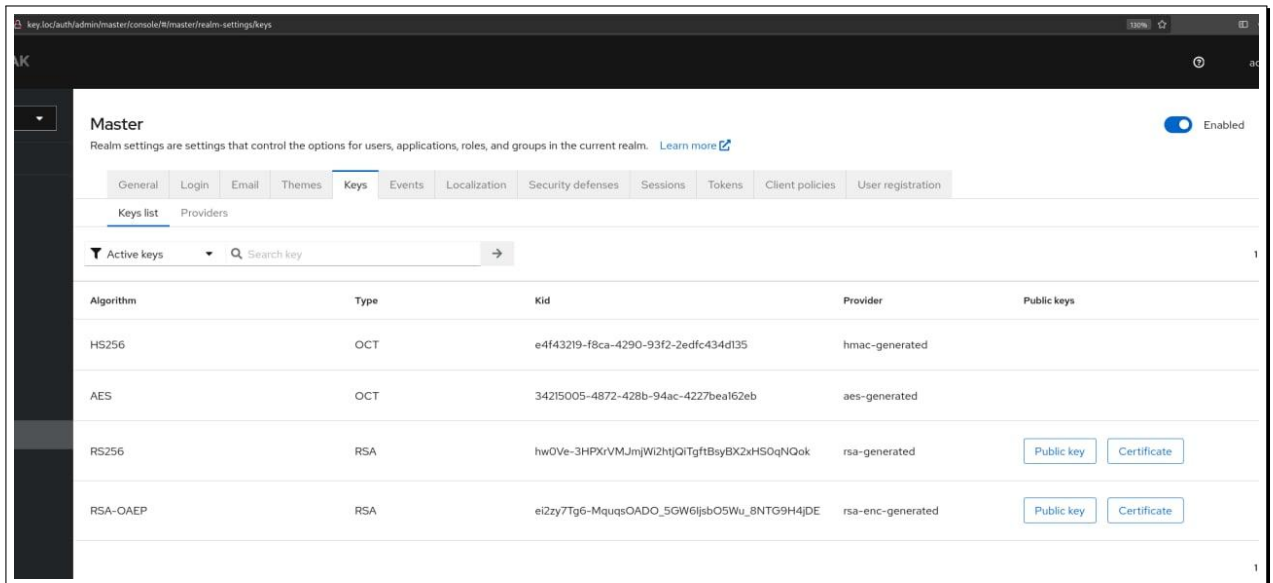 key.loc/auth/admin/master/console/#/master/realm-settings/keys 130%
AK ac
Master Enabled
Realm settings are settings that control the options for users, applications, roles, and groups in the current realm. Learn more
General Login Email Themes Keys Events Localization Security defenses Sessions Tokens Client policies User registration
Keys list Providers
Active keys Search key 1
Algorithm Type Kid Provider Public keys
HS256 OCT e4f43219-f8ca-4290-93f2-2edfc434d135 hmac-generated
AES OCT 34215005-4872-428b-94ac-4227bea162eb aes-generated
RS256 RSA hw0Ve-3HPXrVMJmjWi2htjQiTgftBsyBX2xHS0qNQok rsa-generated Public key Certificate
RSA-OAEP RSA ei2zy7Tg6-MquqsOADO_5GW6IjsbO5Wu_8NTG9H4jDE rsa-enc-generated Public key Certificate
1